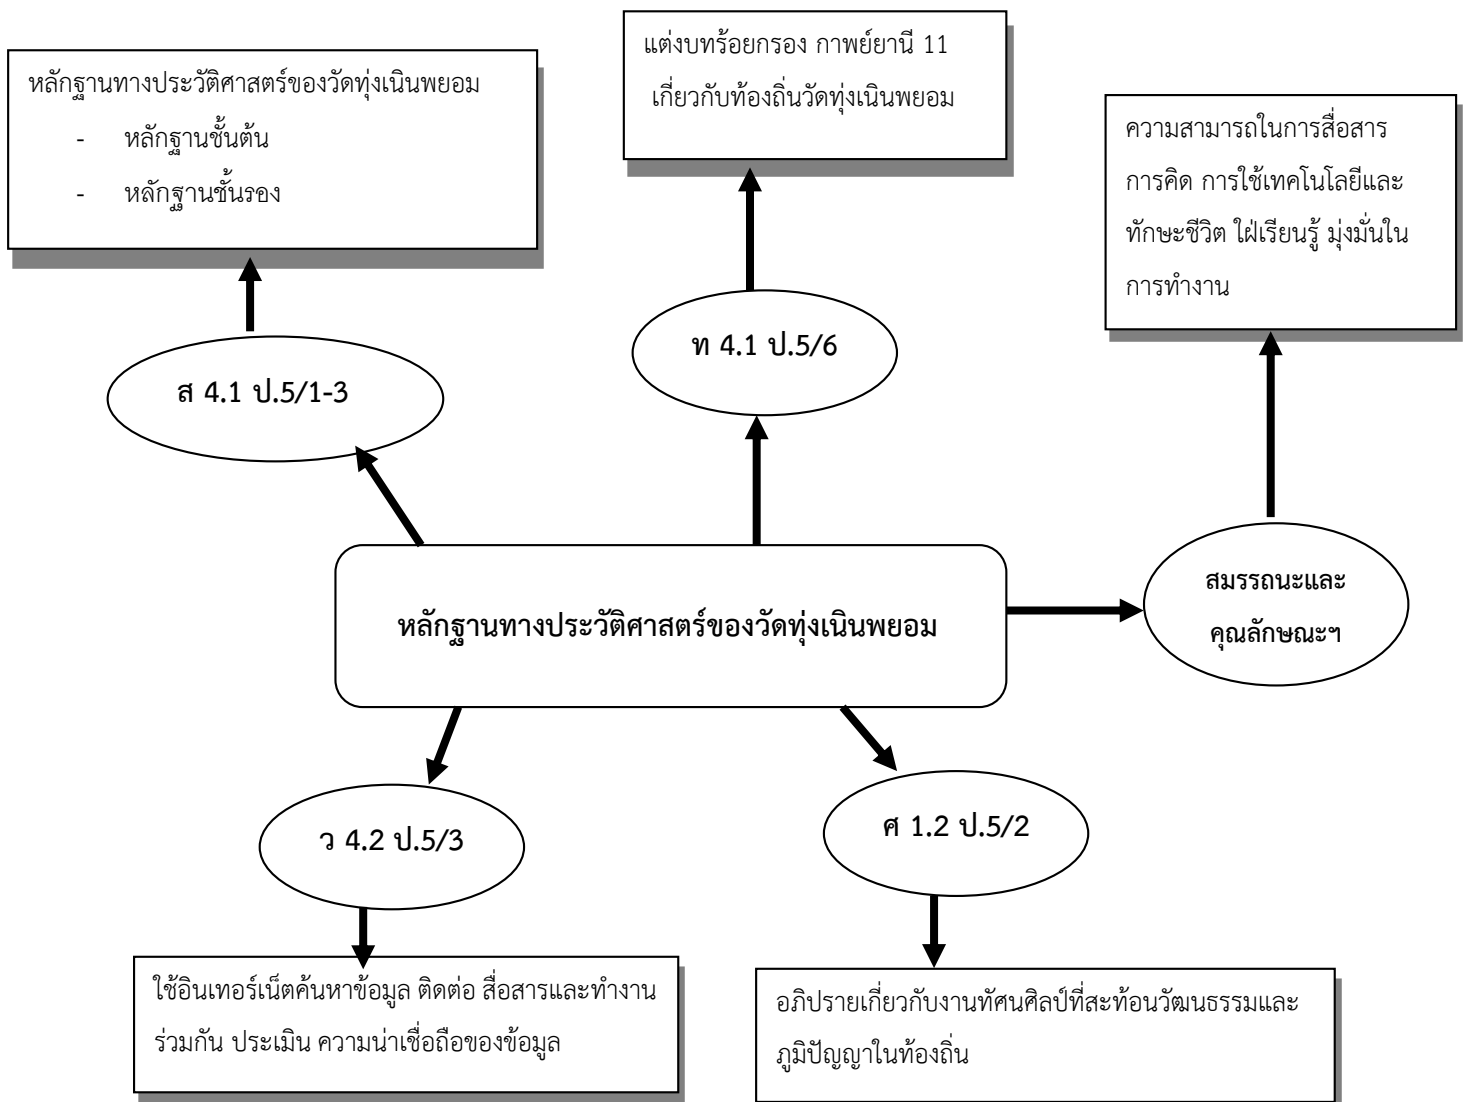 แต่งบทร้อยกรอง กาพย์ยานี 11
เกี่ยวกับท้องถิ่นวัดทุ่งเนินพยอม
หลักฐานทางประวัติศาสตร์ของวัดทุ่งเนินพยอม
- หลักฐานชั้นต้น
- หลักฐานชั้นรอง
ความสามารถในการสื่อสาร
การคิด การใช้เทคโนโลยีและ
ทักษะชีวิต ใฝ่เรียนรู้ มุ่งมั่นใน
การทำงาน
ส 4.1 ป.5/1-3
ท 4.1 ป.5/6
หลักฐานทางประวัติศาสตร์ของวัดทุ่งเนินพยอม
สมรรถนะและ
คุณลักษณะฯ
ว 4.2 ป.5/3
ศ 1.2 ป.5/2
ใช้อินเทอร์เน็ตค้นหาข้อมูล ติดต่อ สื่อสารและทำงาน
ร่วมกัน ประเมิน ความน่าเชื่อถือของข้อมูล
อภิปรายเกี่ยวกับงานทัศนศิลป์ที่สะท้อนวัฒนธรรมและ
ภูมิปัญญาในท้องถิ่น